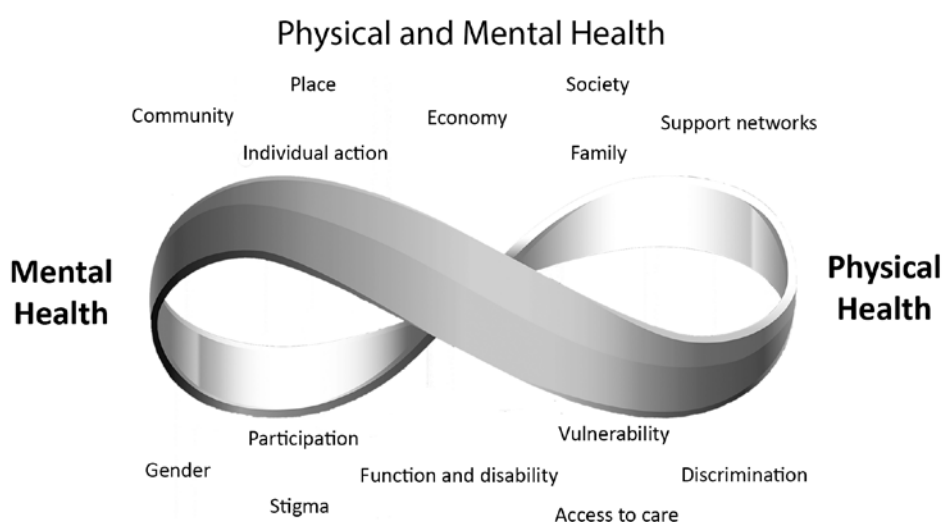 Physical and Mental Health
Place
Society
Community
Economy
Support networks
Individual action
Family
Mental
Health
Physical
Health
Participation
Vulnerability
Gender
Function and disability
Discrimination
Stigma
Access to care